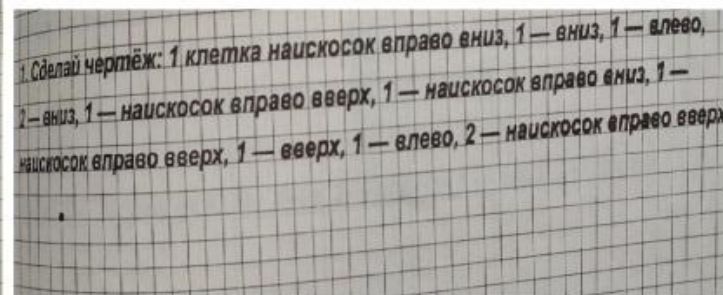 1. Сделай чертёж: 1 клетка наискосок вправо вниз, 1 — вниз, 1 — влево,
2 – вниз, 1 — наискосок вправо вверх, 1 — наискосок вправо вниз, 1 —
наискосок вправо вверх, 1 — вверх, 1 — влево, 2 — наискосок вправо вверх